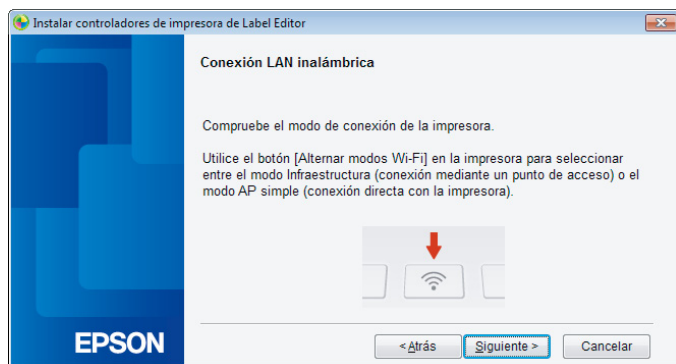 Instalar controladores de impresora de Label Editor
Conexión LAN inalámbrica
Compruebe el modo de conexión de la impresora.
Utilice el botón [Alternar modos Wi-Fi] en la impresora para seleccionar
entre el modo Infraestructura (conexión mediante un punto de acceso) o el
modo AP simple (conexión directa con la impresora).
EPSON
< Atrás
Siguiente >
Cancelar